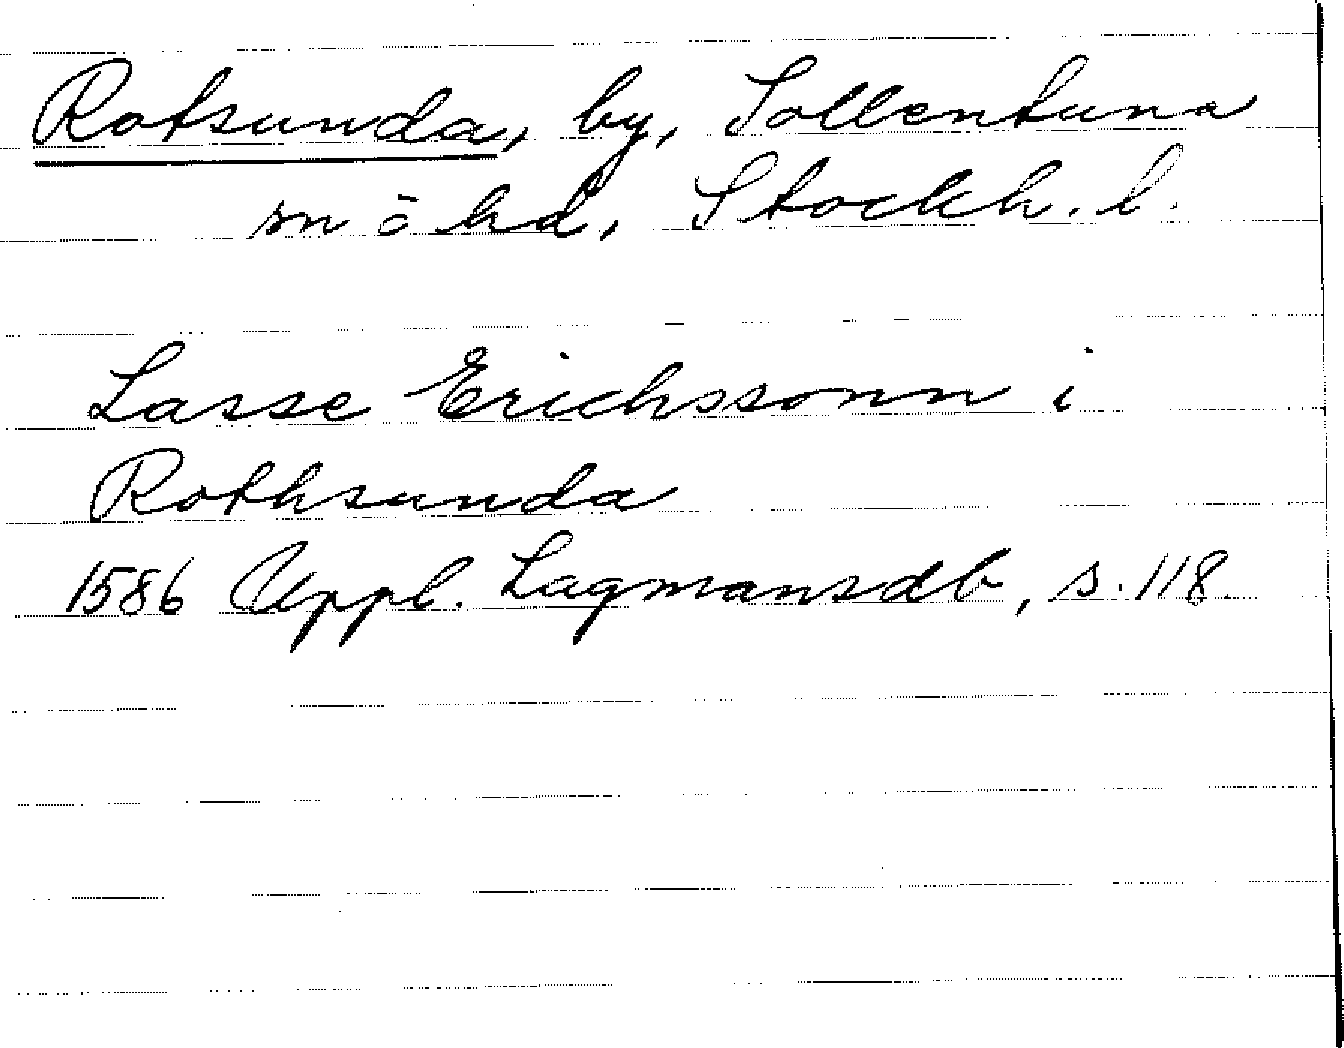 Rotsunda, by, Sollentuna
sn o hd, Stockh. l.
Lasse Erichssonn i
Rothsunda
1586 Uppl. Lagmansdb, s. 118